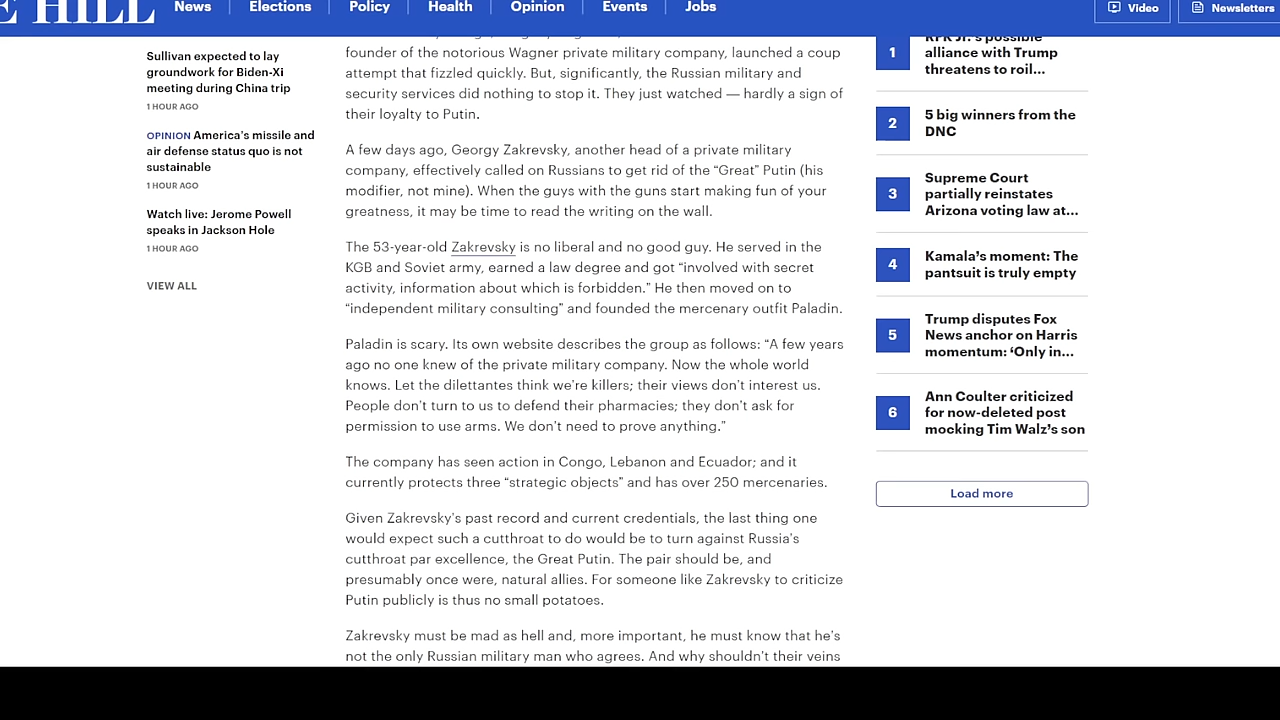 E HILL
News
Elections
Policy
Health
Opinion
Events
Jobs
Video
Newsletters
Sullivan expected to lay
groundwork for Biden-Xi
meeting during China trip
1 HOUR AGO
OPINION America's missile and
air defense status quo is not
sustainable
1 HOUR AGO
Watch live: Jerome Powell
speaks in Jackson Hole
1 HOUR AGO
VIEW ALL
founder of the notorious Wagner private military company, launched a coup
attempt that fizzled quickly. But, significantly, the Russian military and
security services did nothing to stop it. They just watched — hardly a sign of
their loyalty to Putin.
A few days ago, Georgy Zakrevsky, another head of a private military
company, effectively called on Russians to get rid of the “Great” Putin (his
modifier, not mine). When the guys with the guns start making fun of your
greatness, it may be time to read the writing on the wall.
The 53-year-old Zakrevsky is no liberal and no good guy. He served in the
KGB and Soviet army, earned a law degree and got “involved with secret
activity, information about which is forbidden.” He then moved on to
“independent military consulting” and founded the mercenary outfit Paladin.
Paladin is scary. Its own website describes the group as follows: “A few years
ago no one knew of the private military company. Now the whole world
knows. Let the dilettantes think we're killers; their views don't interest us.
People don't turn to us to defend their pharmacies; they don't ask for
permission to use arms. We don't need to prove anything.”
The company has seen action in Congo, Lebanon and Ecuador; and it
currently protects three “strategic objects” and has over 250 mercenaries.
Given Zakrevsky's past record and current credentials, the last thing one
would expect such a cutthroat to do would be to turn against Russia's
cutthroat par excellence, the Great Putin. The pair should be, and
presumably once were, natural allies. For someone like Zakrevsky to criticize
Putin publicly is thus no small potatoes.
Zakrevsky must be mad as hell and, more important, he must know that he's
not the only Russian military man who agrees. And why shouldn't their veins
1
RFK Jr.'s possible
alliance with Trump
threatens to roil...
2
5 big winners from the
DNC
3
Supreme Court
partially reinstates
Arizona voting law at...
4
Kamala’s moment: The
pantsuit is truly empty
5
Trump disputes Fox
News anchor on Harris
momentum: ‘Only in...
6
Ann Coulter criticized
for now-deleted post
mocking Tim Walz’s son
Load more